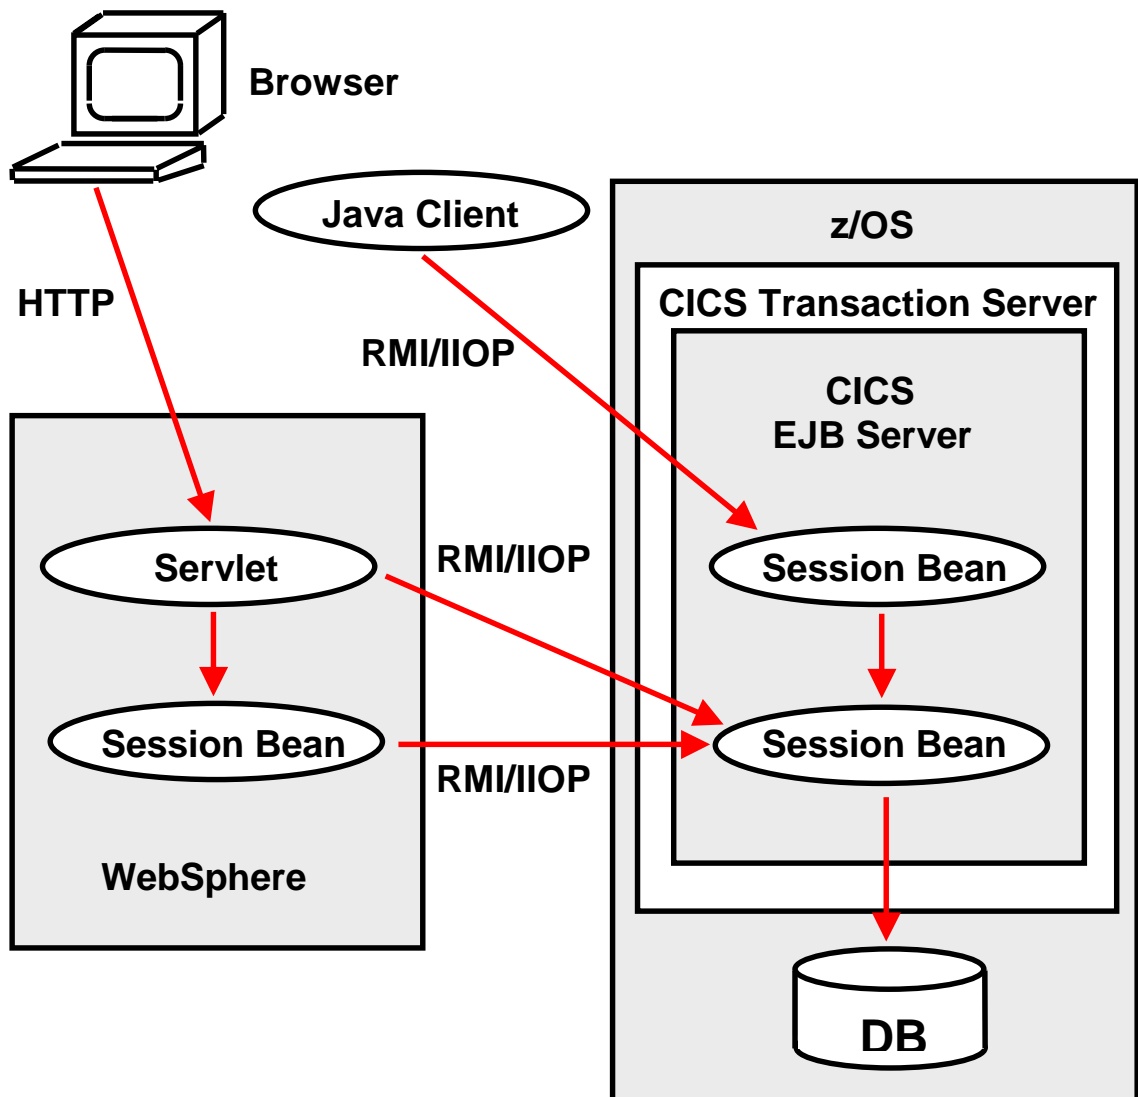 Browser
Java Client
z/OS
HTTP
CICS Transaction Server
RMI/IIOP
CICS
EJB Server
Servlet
RMI/IIOP
Session Bean
Session Bean
RMI/IIOP
Session Bean
WebSphere
DB